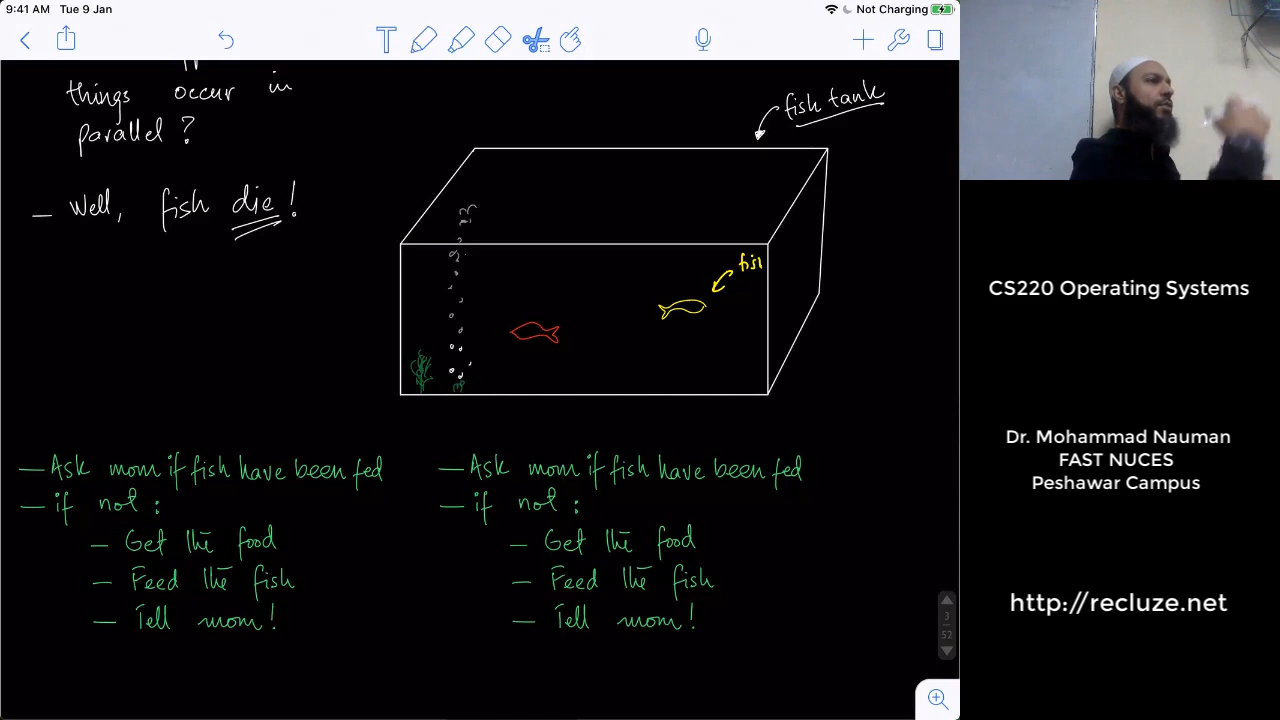 9:41 AM Tue 9 Jan
Not Charging
T
things occur in
parallel ?
— Well, fish die!
fish tank
fish
— Ask mom if fish have been fed
— if not :
— Get the food
— Feed the fish
— Tell mom!
— Ask mom if fish have been fed
— if not :
— Get the food
— Feed the fish
— Tell mom!
3
52
CS220 Operating Systems
Dr. Mohammad Nauman
FAST NUCES
Peshawar Campus
http://recluze.net